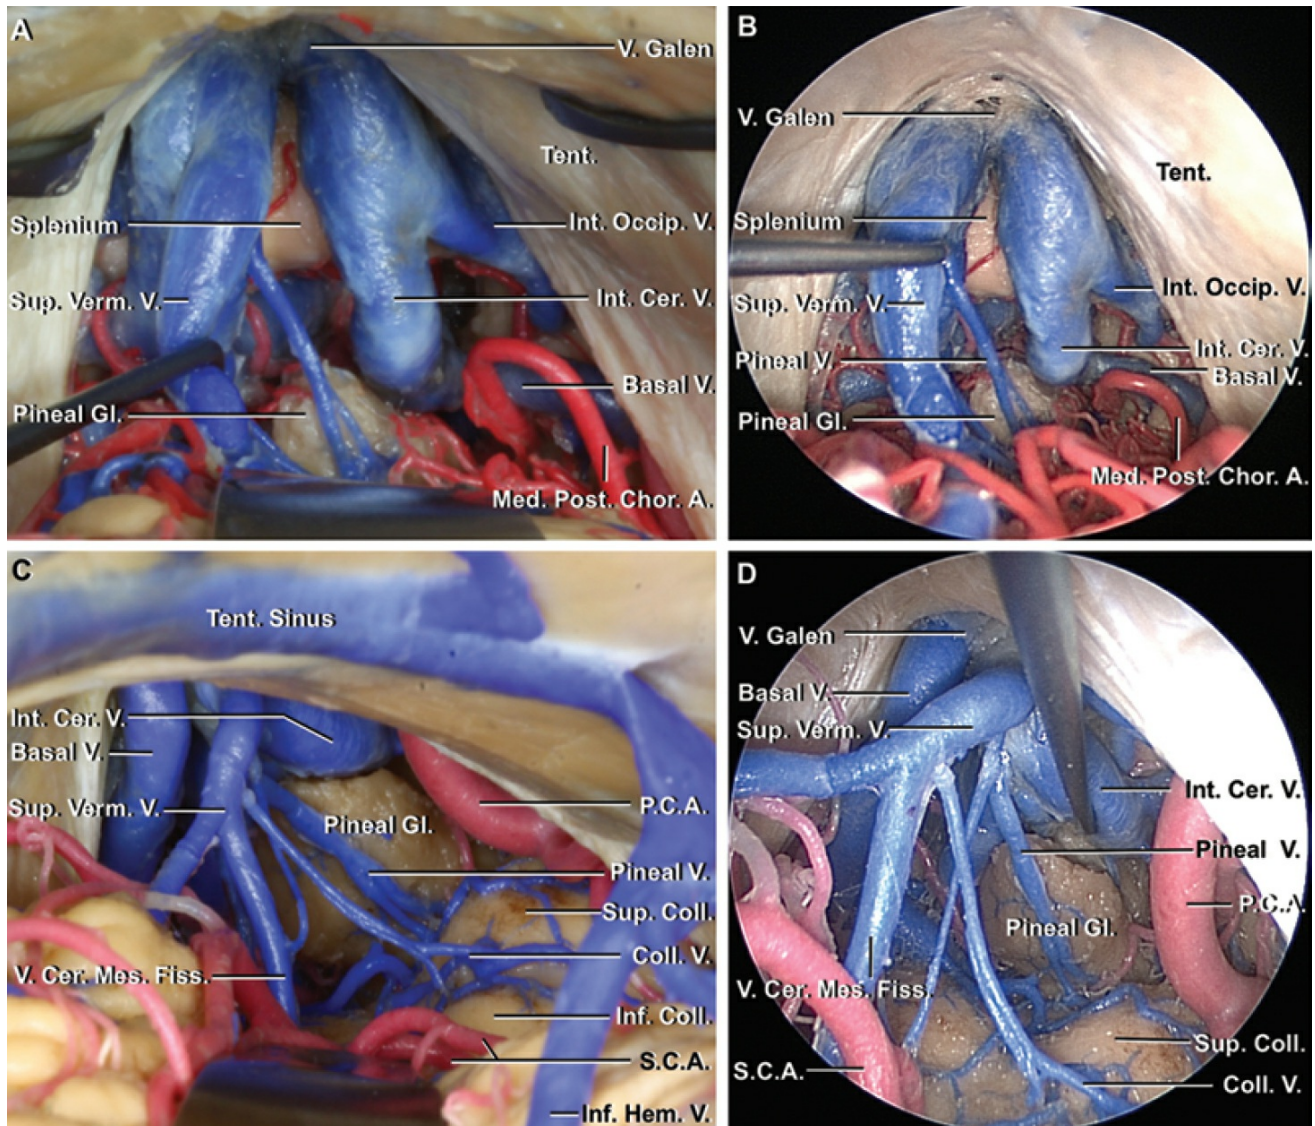 A
V. Galen
Tent.
Splenium
Int. Occip. V.
Sup. Verm. V.
Int. Cer. V.
Basal V.
Pineal Gl.
Med. Post. Chor. A.
B
V. Galen
Tent.
Splenium
Int. Occip. V.
Sup. Verm. V.
Int. Cer. V.
Pineal V.
Basal V.
Pineal Gl.
Med. Post. Chor. A.
C
Tent. Sinus
Int. Cer. V.
Basal V.
Sup. Verm. V.
P.C.A.
Pineal Gl.
Pineal V.
Sup. Coll.
Coll. V.
V. Cer. Mes. Fiss.
Inf. Coll.
S.C.A.
Inf. Hem. V.
D
V. Galen
Basal V.
Sup. Verm. V.
Int. Cer. V.
Pineal V.
P.C.A.
Pineal Gl.
V. Cer. Mes. Fiss.
Sup. Coll.
S.C.A.
Coll. V.